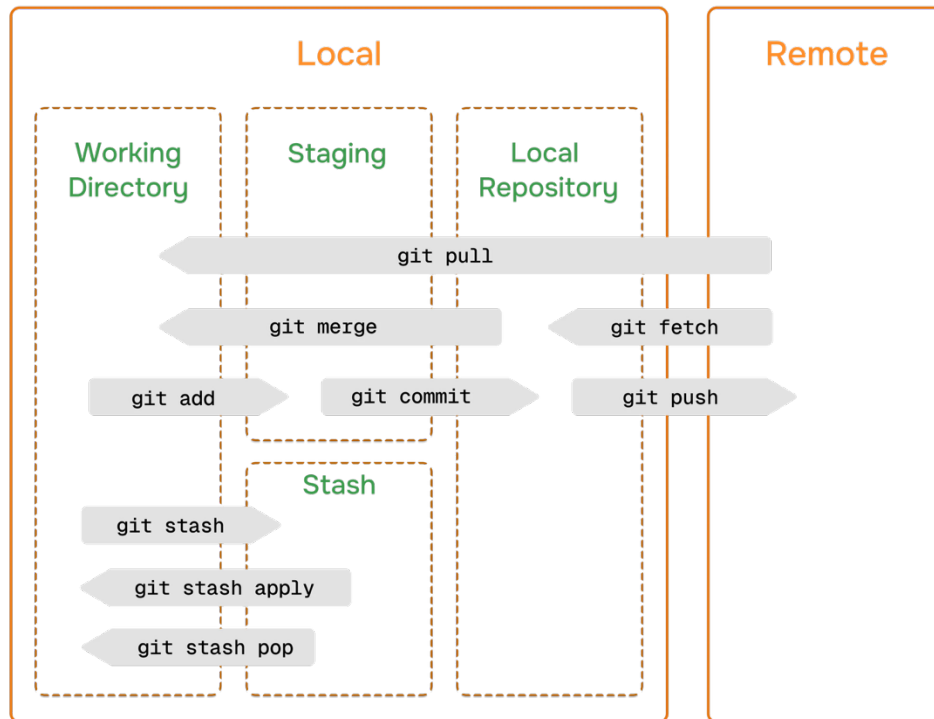 Local
Remote
Working
Directory
Staging
Local
Repository
git pull
git merge
git fetch
git add
git commit
git push
Stash
git stash
git stash apply
git stash pop